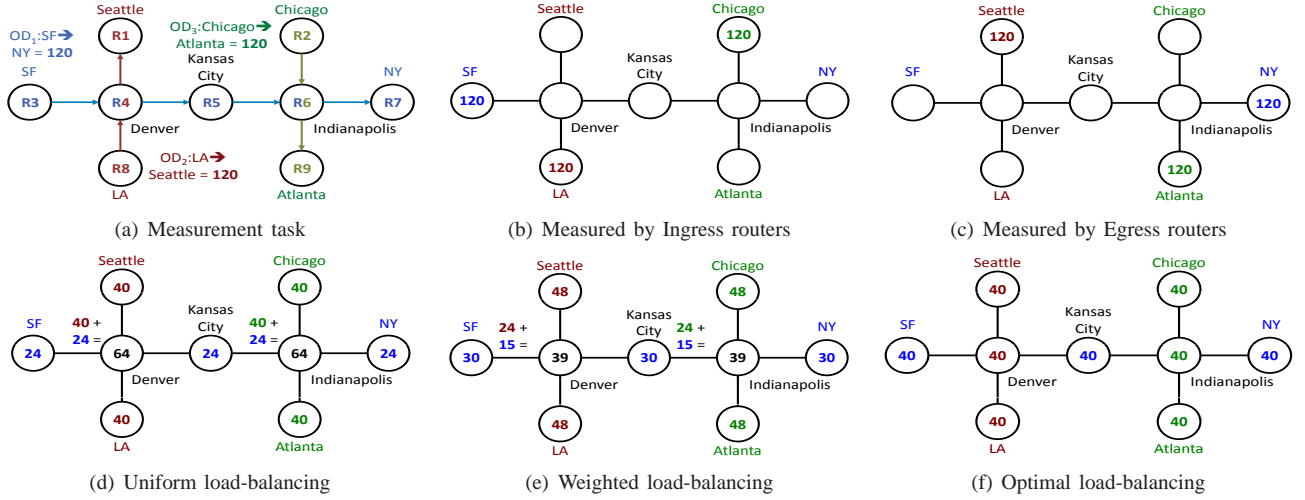 Seattle
OD₁:SF➔
NY = 120
R1
OD₃:Chicago➔
Atlanta = 120
Chicago
R2
SF
Kansas
City
NY
R3
R4
R5
R6
R7
Denver
Indianapolis
R8
OD₂:LA➔
Seattle = 120
R9
LA
Atlanta
(a) Measurement task
Chicago
120
SF
Kansas
City
NY
120
Denver
Indianapolis
120
LA
(b) Measured by Ingress routers
Seattle
120
SF
Kansas
City
NY
120
Denver
Indianapolis
120
Atlanta
(c) Measured by Egress routers
Seattle
Chicago
40
40
SF
40 +
24 =
Kansas
City
40 +
24 =
NY
24
64
24
64
24
Denver
Indianapolis
40
40
LA
Atlanta
(d) Uniform load-balancing
Seattle
Chicago
48
48
SF
24 +
15 =
Kansas
City
24 +
15 =
NY
30
39
30
39
30
Denver
Indianapolis
48
48
LA
Atlanta
(e) Weighted load-balancing
Seattle
Chicago
40
40
SF
Kansas
City
NY
40
40
40
40
40
Denver
Indianapolis
40
40
LA
Atlanta
(f) Optimal load-balancing